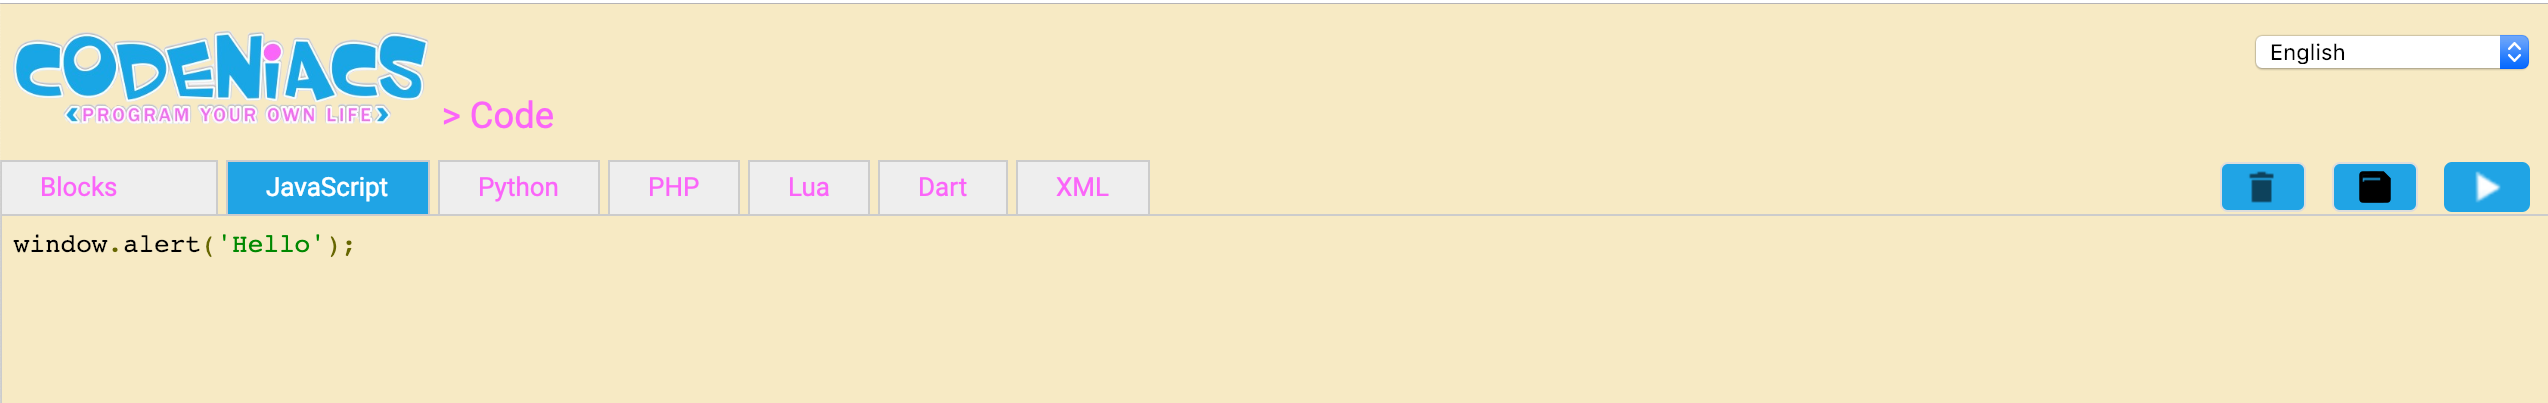 CODENiACS
<PROGRAM YOUR OWN LIFE>
> Code
English
Blocks
JavaScript
Python
PHP
Lua
Dart
XML
window.alert('Hello');